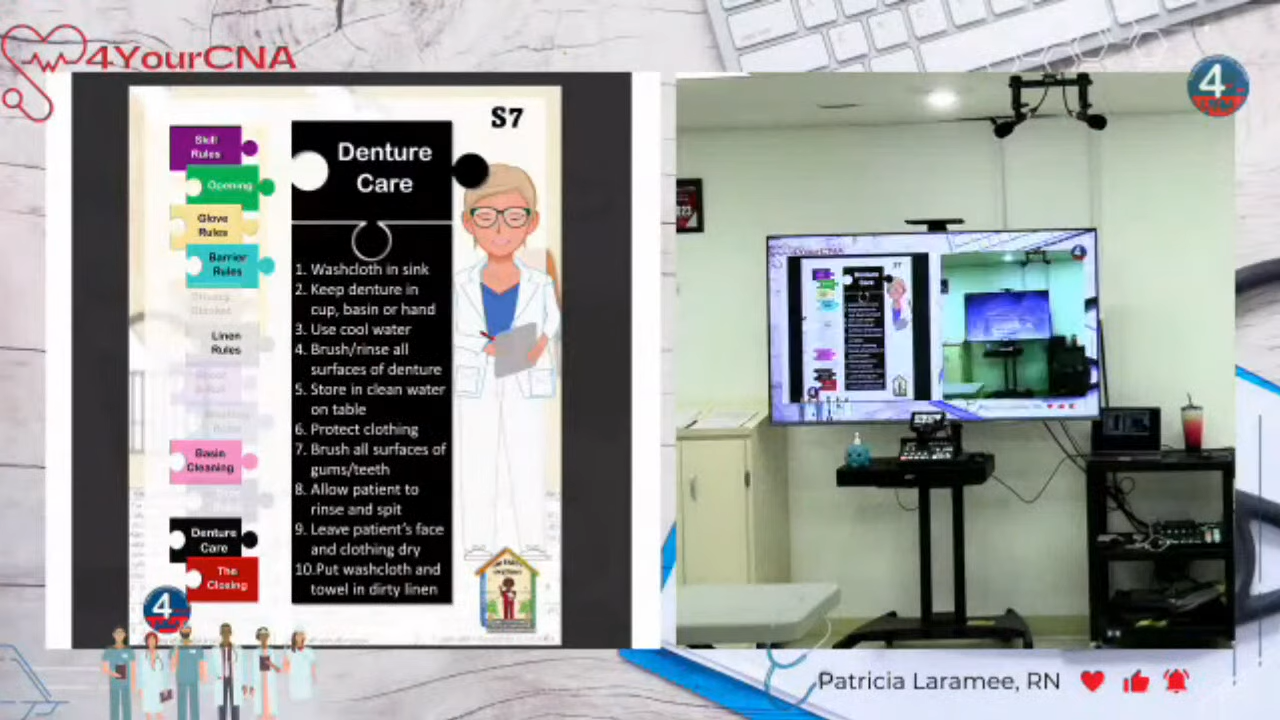 4YourCNA
S7
Skill
Rules
Opening
Glove
Rules
Barrier
Rules
Linen
Rules
Basin
Cleaning
Denture
Care
The
Closing
Denture
Care
1. Washcloth in sink
2. Keep denture in
cup, basin or hand
3. Use cool water
4. Brush/rinse all
surfaces of denture
5. Store in clean water
on table
6. Protect clothing
7. Brush all surfaces of
gums/teeth
8. Allow patient to
rinse and spit
9. Leave patient's face
and clothing dry
10.Put washcloth and
towel in dirty linen
4
4
Patricia Laramee, RN